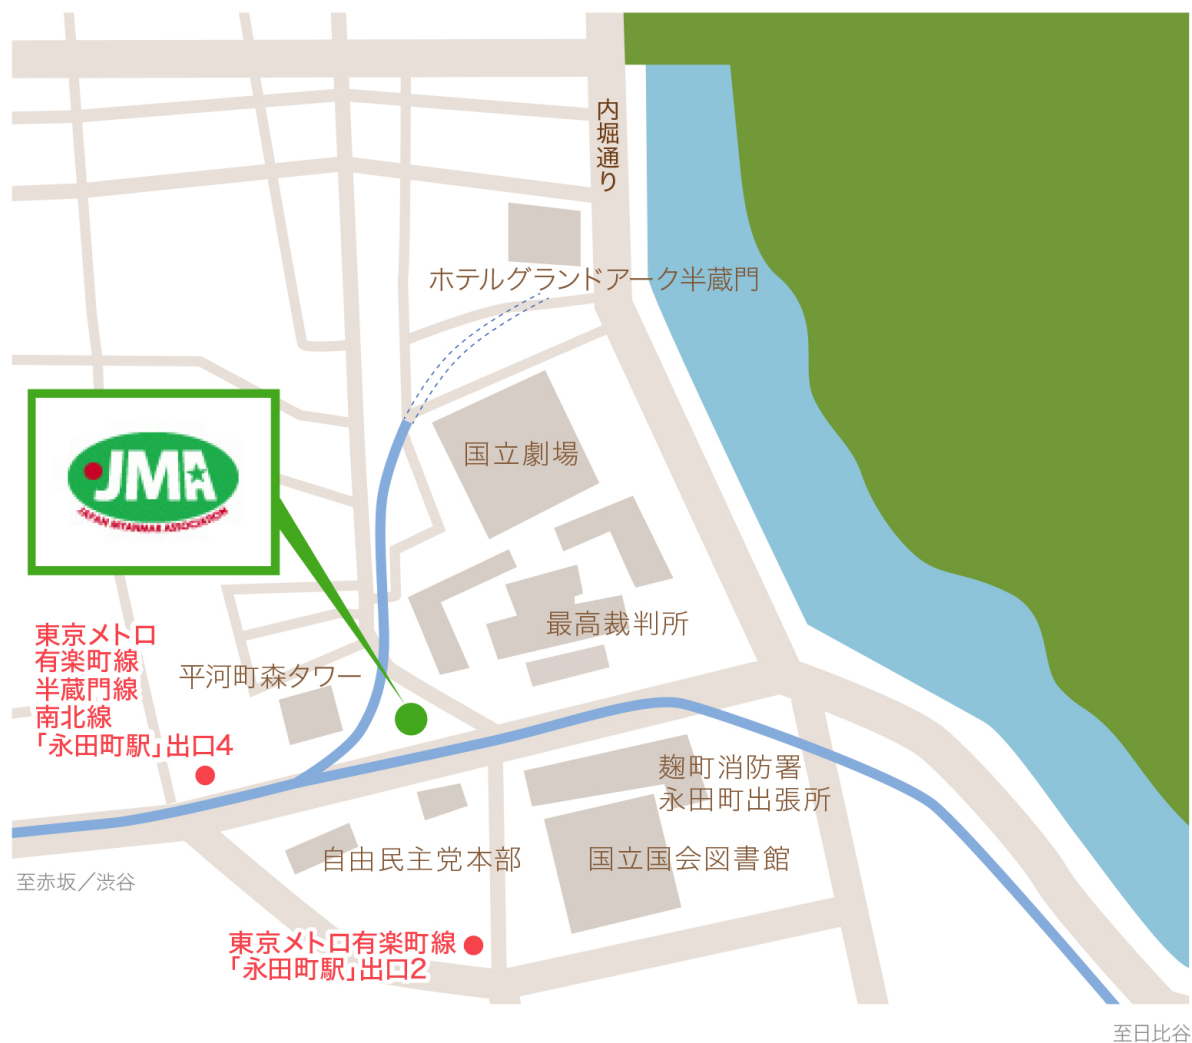 内堀通り
ホテルグランドアーク半蔵門
国立劇場
JMA
JAPAN MYANMAR ASSOCIATION
最高裁判所
東京メトロ
有楽町線
半蔵門線
南北線
「永田町駅」出口4
平河町森タワー
麹町消防署
永田町出張所
自由民主党本部
国立国会図書館
至赤坂／渋谷
東京メトロ有楽町線
「永田町駅」出口2
至日比谷